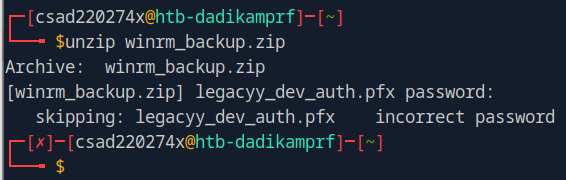 ┌─[csad220274x@htb-dadikamprf]─[~]
└──╼ $unzip winrm_backup.zip
Archive:  winrm_backup.zip
[winrm_backup.zip] legacyy_dev_auth.pfx password:
   skipping: legacyy_dev_auth.pfx    incorrect password
┌─[✗]─[csad220274x@htb-dadikamprf]─[~]
└──╼ $